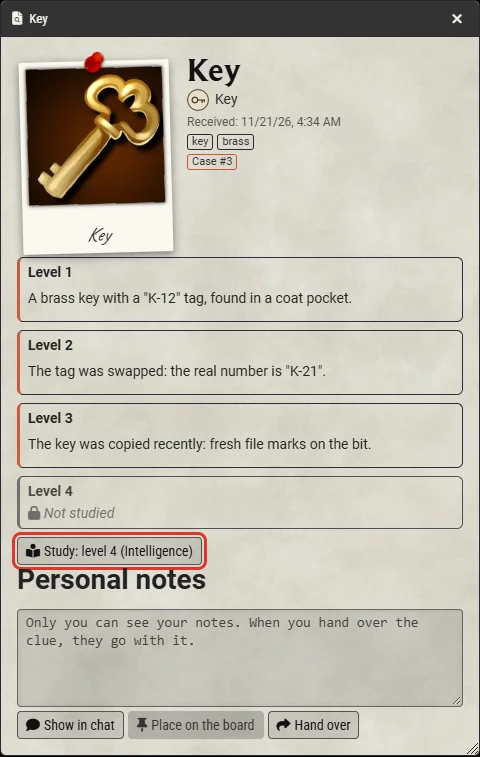 Key
Key
Key
Received: 11/21/26, 4:34 AM
key brass
Case #3
Key
Level 1
A brass key with a "K-12" tag, found in a coat pocket.
Level 2
The tag was swapped: the real number is "K-21".
Level 3
The key was copied recently: fresh file marks on the bit.
Level 4
Not studied
Study: level 4 (Intelligence)
Personal notes
Only you can see your notes. When you hand over the
clue, they go with it.
Show in chat Place on the board Hand over